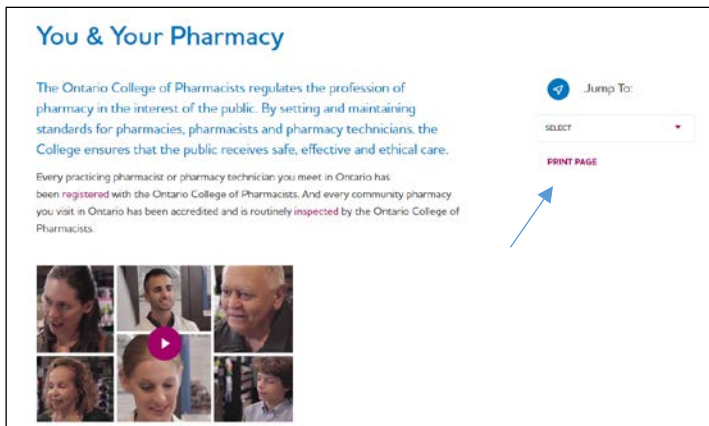 You & Your Pharmacy
The Ontario College of Pharmacists regulates the profession of
pharmacy in the interest of the public. By setting and maintaining
standards for pharmacies, pharmacists and pharmacy technicians, the
College ensures that the public receives safe, effective and ethical care.
Every practicing pharmacist or pharmacy technician you meet in Ontario has
been registered with the Ontario College of Pharmacists. And every community pharmacy
you visit in Ontario has been accredited and is routinely inspected by the Ontario College of
Pharmacists.
Jump To:
SELECT
PRINT PAGE